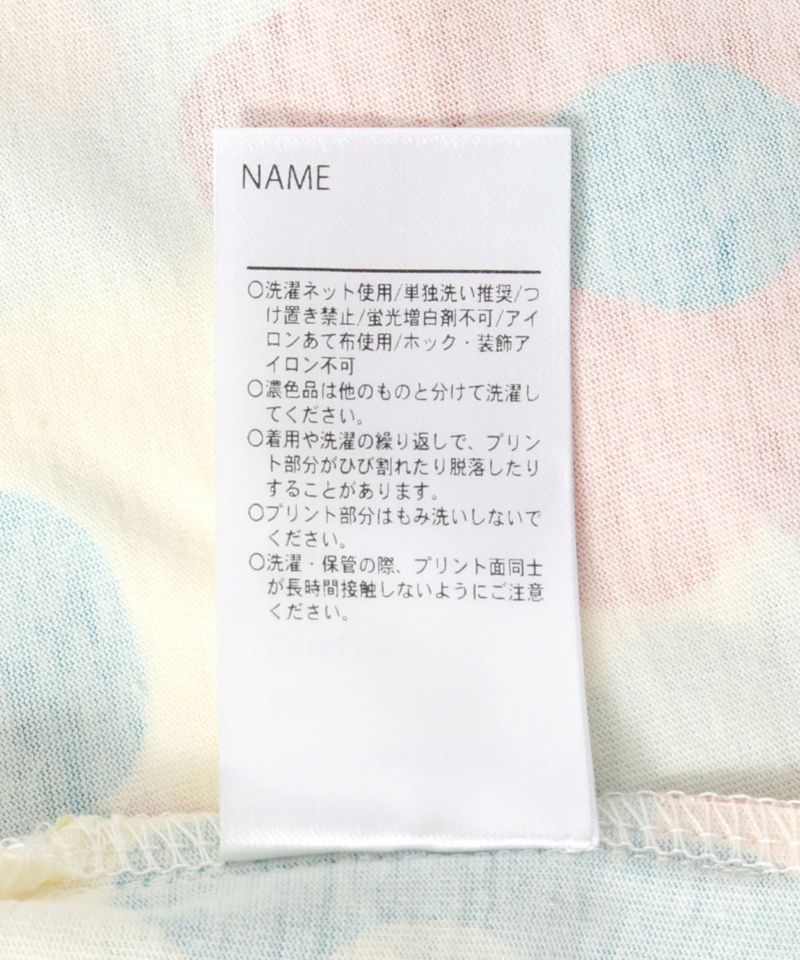 NAME
○洗濯ネット使用/単独洗い推奨/つ
け置き禁止/蛍光増白剤不可/アイ
ロンあて布使用/ホック・装飾ア
イロン不可
○濃色品は他のものと分けて洗濯し
てください。
○着用や洗濯の繰り返しで、プリン
ト部分がひび割れたり脱落したり
することがあります。
○プリント部分はもみ洗いしないで
ください。
○洗濯・保管の際、プリント面同士
が長時間接触しないようにご注意
ください。